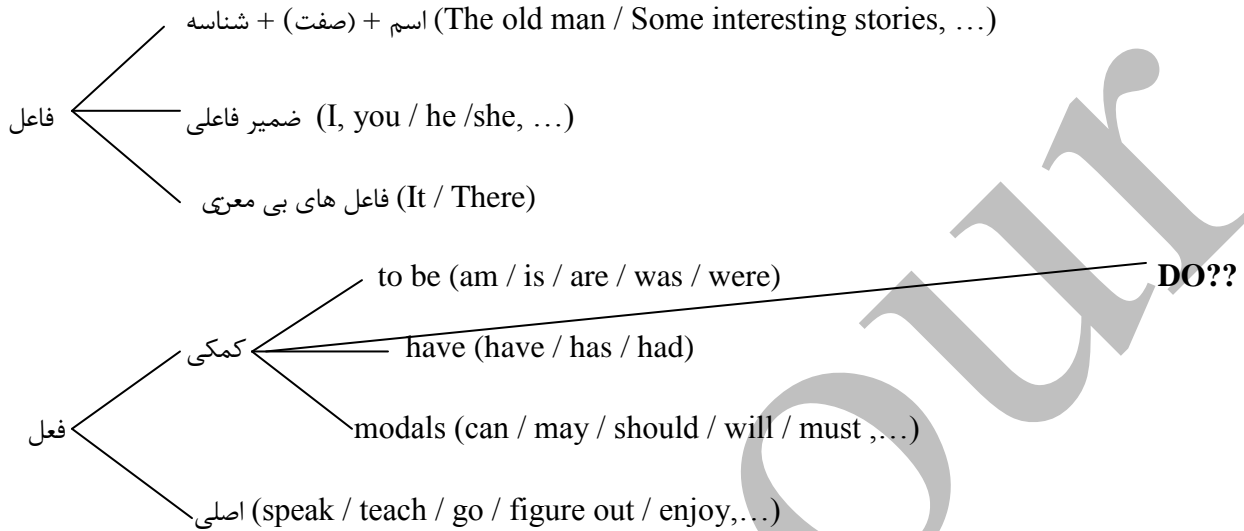 اسم + (صفت) + شناسه (The old man / Some interesting stories, …)
فاعل
ضمیر فاعلی (I, you / he /she, …)
فاعل های بی معزی (It / There)
to be (am / is / are / was / were)
DO??
کمکی
have (have / has / had)
فعل
modals (can / may / should / will / must ,…)
اصلی (speak / teach / go / figure out / enjoy,…)
our